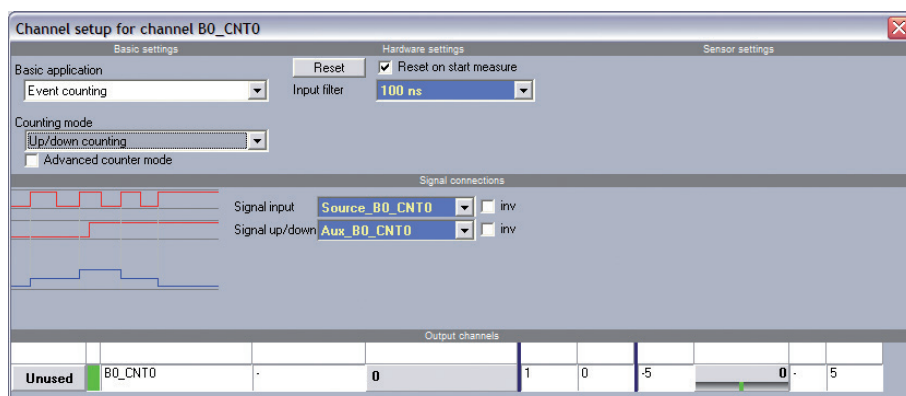 Channel setup for channel B0_CNT0
Basic settings Hardware settings Sensor settings
Basic application Reset Reset on start measure
Event counting Input filter 100 ns
Counting mode
Up/down counting
Advanced counter mode
Signal connections
Signal input Source_B0_CNT0 inv
Signal up/down Aux_B0_CNT0 inv
Output channels
Unused B0_CNT0 - 0 1 0 -5 0 - 5